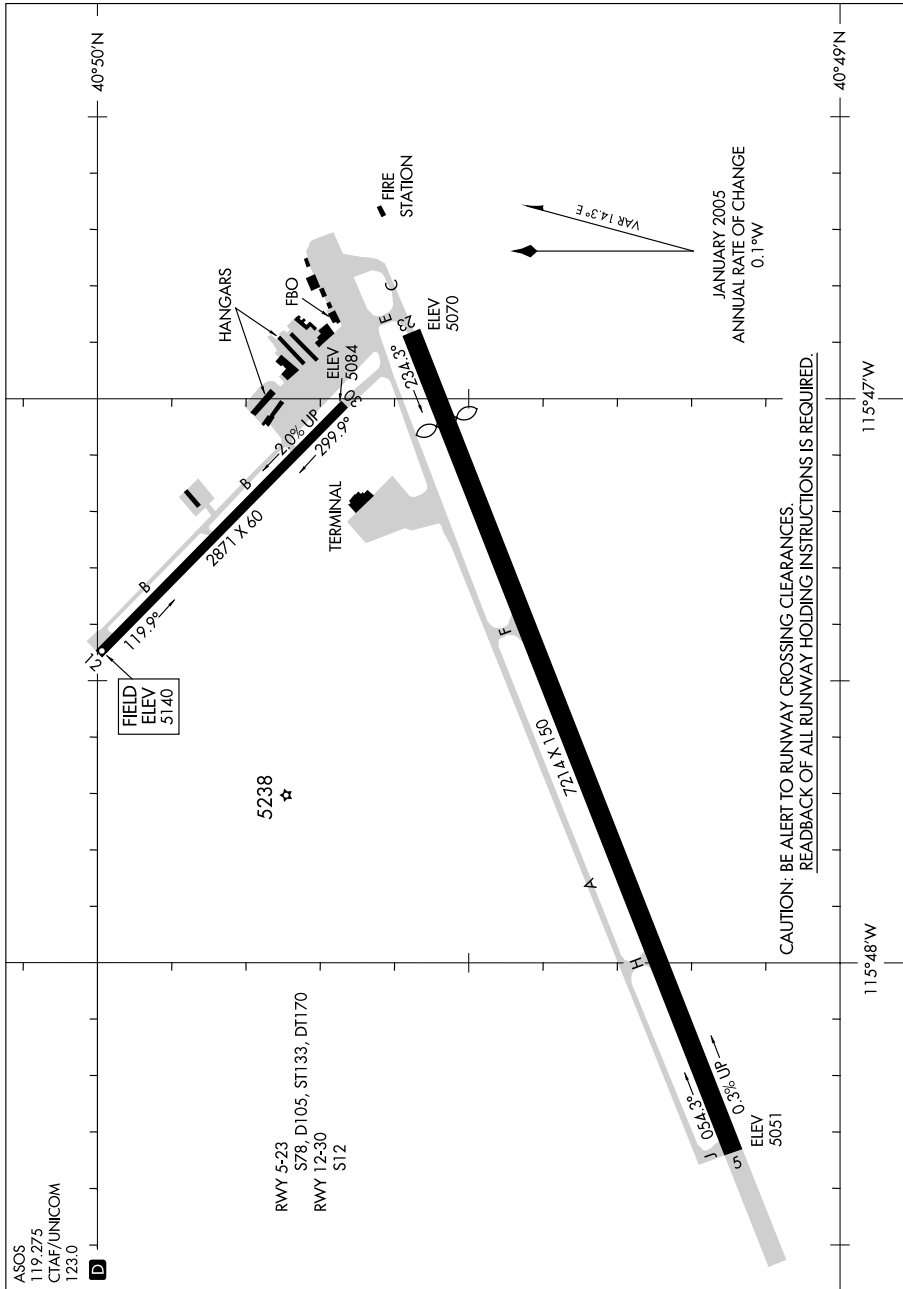 ASOS
119.275
CTAF/UNICOM
123.0
D
RWY 5-23
S78, D105, ST133, DT170
RWY 12-30
S12
5238
FIELD
ELEV
5140
12
119.9°
B
2871 X 60
B
2.0% UP
299.9°
30
ELEV
5084
HANGARS
FBO
FIRE
STATION
TERMINAL
C
E
23
ELEV
5070
234.3°
F
7214 X 150
A
H
J
054.3°
0.3% UP
5
ELEV
5051
VAR 14.3° E
JANUARY 2005
ANNUAL RATE OF CHANGE
0.1°W
CAUTION: BE ALERT TO RUNWAY CROSSING CLEARANCES.
READBACK OF ALL RUNWAY HOLDING INSTRUCTIONS IS REQUIRED.
40°50'N
40°49'N
115°48'W
115°47'W